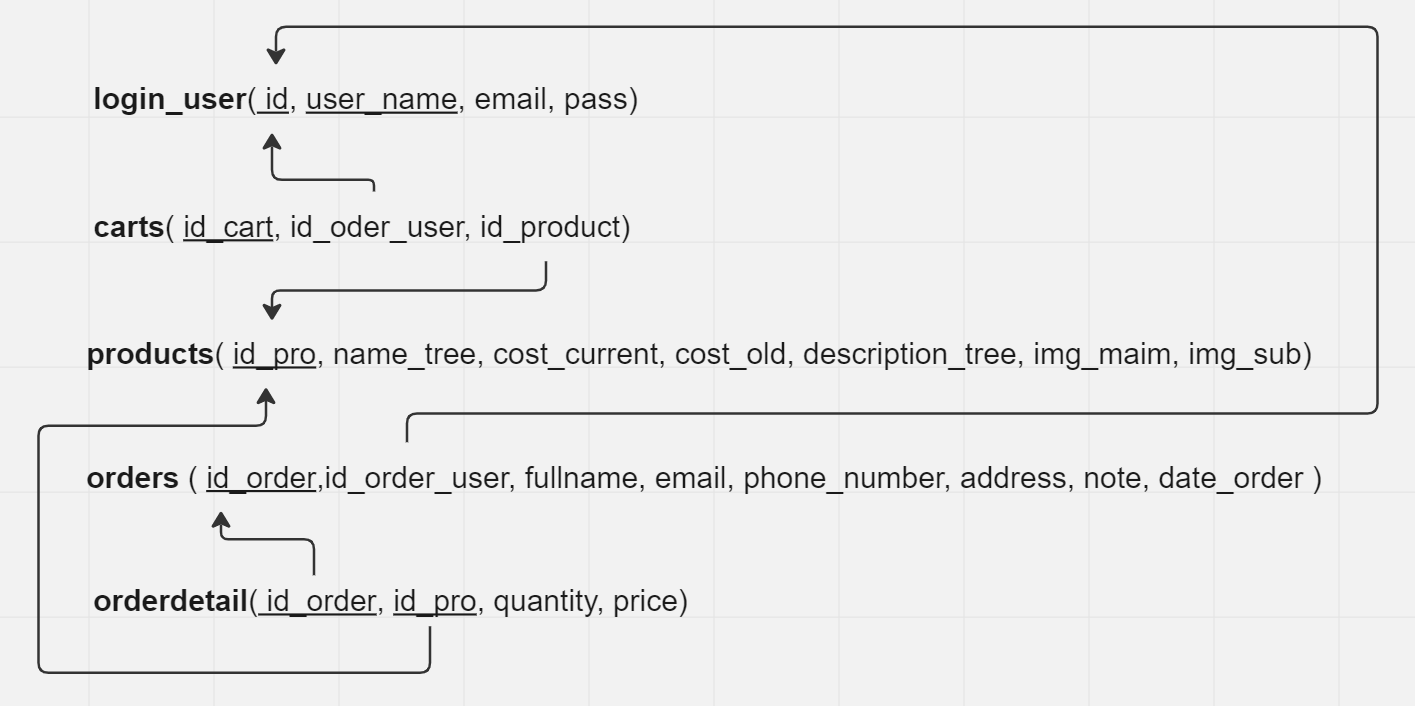 login_user( id, user_name, email, pass)
carts( id_cart, id_oder_user, id_product)
products( id_pro, name_tree, cost_current, cost_old, description_tree, img_maim, img_sub)
orders ( id_order,id_order_user, fullname, email, phone_number, address, note, date_order )
orderdetail( id_order, id_pro, quantity, price)